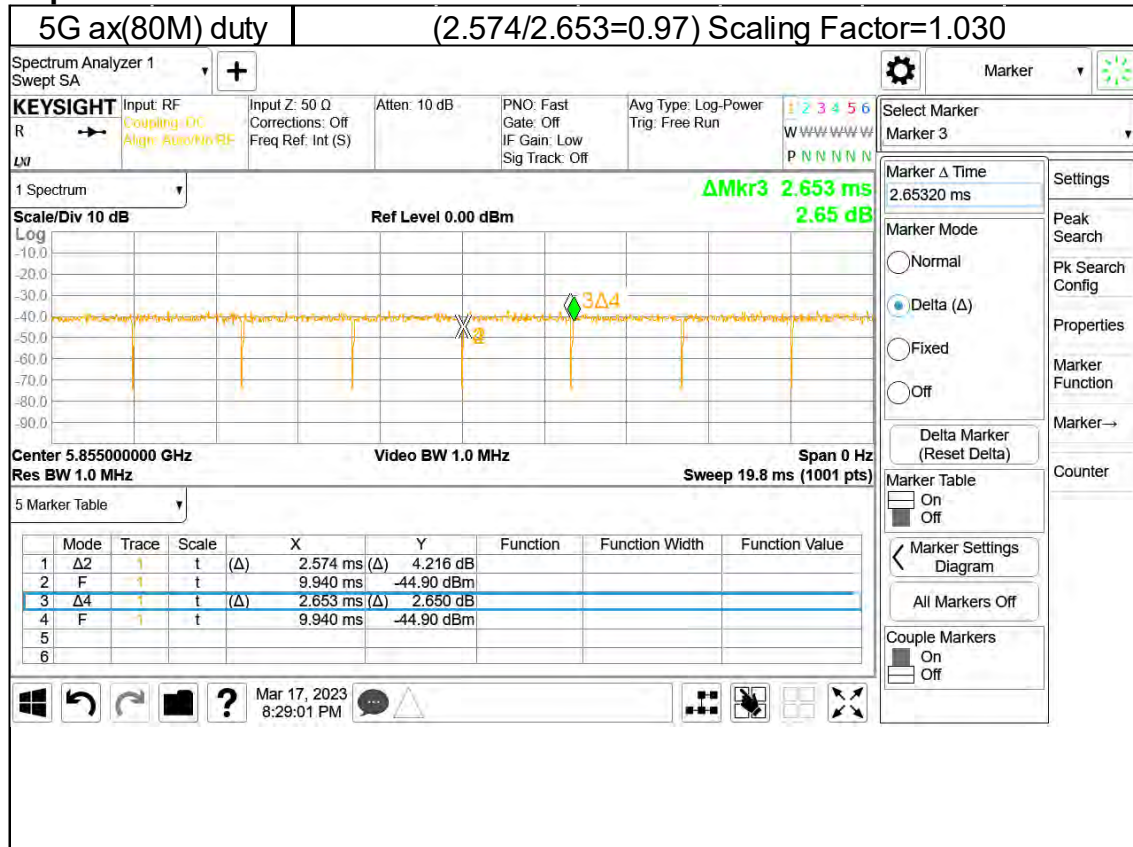 5G ax(80M) duty (2.574/2.653=0.97) Scaling Factor=1.030
Spectrum Analyzer 1
Swept SA
+
Marker
KEYSIGHT Input: RF Input Z: 50 Ω Atten: 10 dB PNO: Fast Avg Type: Log-Power 1 2 3 4 5 6
R Coupling: DC Corrections: Off Gate: Off Trig: Free Run W W W W W W
Align: Auto/No RF Freq Ref: Int (S) IF Gain: Low
LXI Sig Track: Off P N N N N N
Select Marker
Marker 3
1 Spectrum
ΔMkr3 2.653 ms
2.65 dB
Scale/Div 10 dB Ref Level 0.00 dBm
Log
-10.0
-20.0
-30.0
-40.0
-50.0
-60.0
-70.0
-80.0
-90.0
3Δ4
Center 5.855000000 GHz Video BW 1.0 MHz Span 0 Hz
Res BW 1.0 MHz Sweep 19.8 ms (1001 pts)
5 Marker Table
Mode Trace Scale X Y Function Function Width Function Value
1 Δ2 1 t (Δ) 2.574 ms (Δ) 4.216 dB
2 F 1 t 9.940 ms -44.90 dBm
3 Δ4 1 t (Δ) 2.653 ms (Δ) 2.650 dB
4 F 1 t 9.940 ms -44.90 dBm
5
6
?
Mar 17, 2023
8:29:01 PM
Marker Δ Time
2.65320 ms
Marker Mode
Normal
Delta (Δ)
Fixed
Off
Delta Marker
(Reset Delta)
Marker Table
On
Off
Marker Settings
Diagram
All Markers Off
Couple Markers
On
Off
Settings
Peak
Search
Pk Search
Config
Properties
Marker
Function
Marker→
Counter